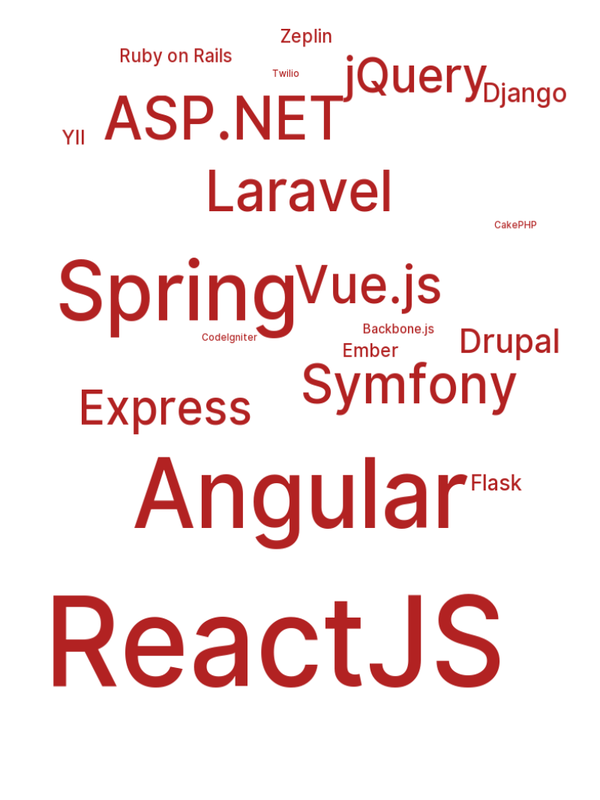 Zeplin
Ruby on Rails
jQuery
Twilio
Django
ASP.NET
YII
Laravel
CakePHP
Spring
Vue.js
Backbone.js
CodeIgniter
Drupal
Ember
Symfony
Express
Angular
Flask
ReactJS